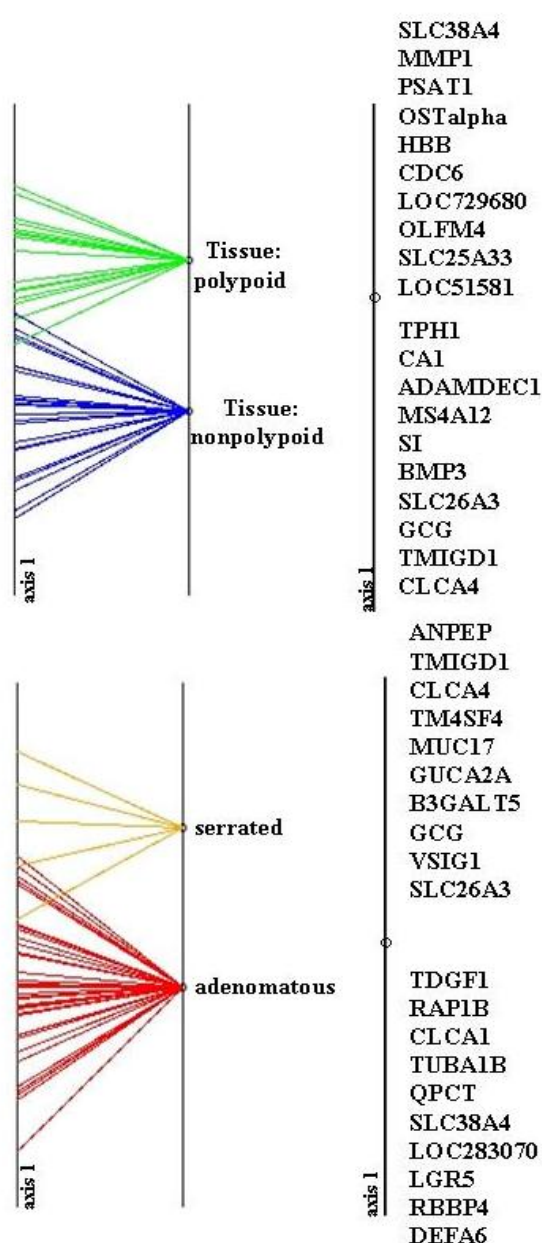 SLC38A4
MMP1
PSAT1
OSTalpha
HBB
CDC6
LOC729680
OLFM4
SLC25A33
LOC51581
Tissue:
polypoid
Tissue:
nonpolypoid
TPH1
CA1
ADAMDEC1
MS4A12
SI
BMP3
SLC26A3
GCG
TMIGD1
CLCA4
axis 1
axis 1
ANPEP
TMIGD1
CLCA4
TM4SF4
MUC17
GUCA2A
B3GALT5
GCG
VSIG1
SLC26A3
serrated
adenomatous
TDGF1
RAP1B
CLCA1
TUBA1B
QPCT
SLC38A4
LOC283070
LGR5
RBBP4
DEFA6
axis 1
axis 1